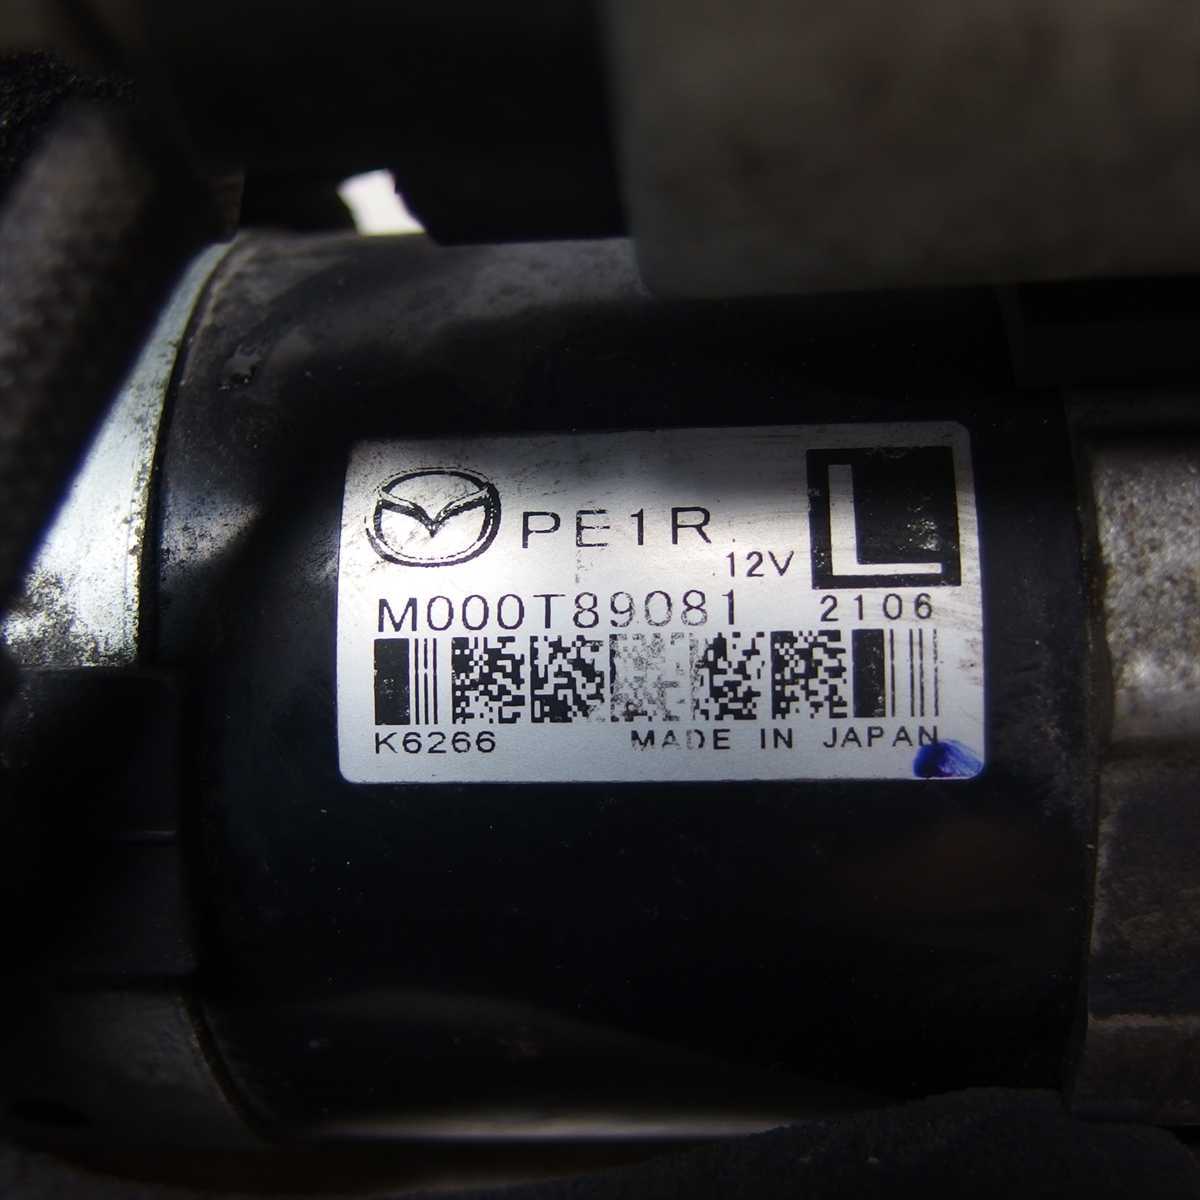 PE1R
12V
L
M000T89081
2106
K6266
MADE IN JAPAN